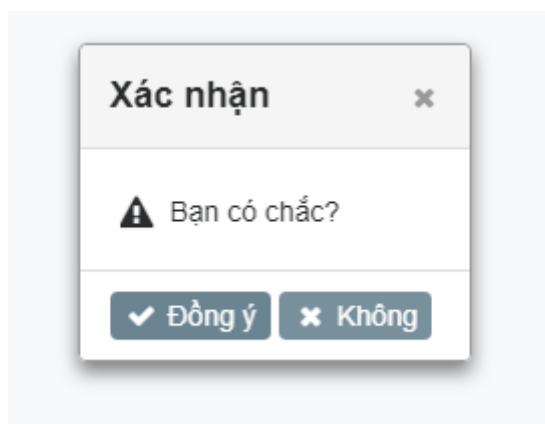 Xác nhận
Bạn có chắc?
Đồng ý Không